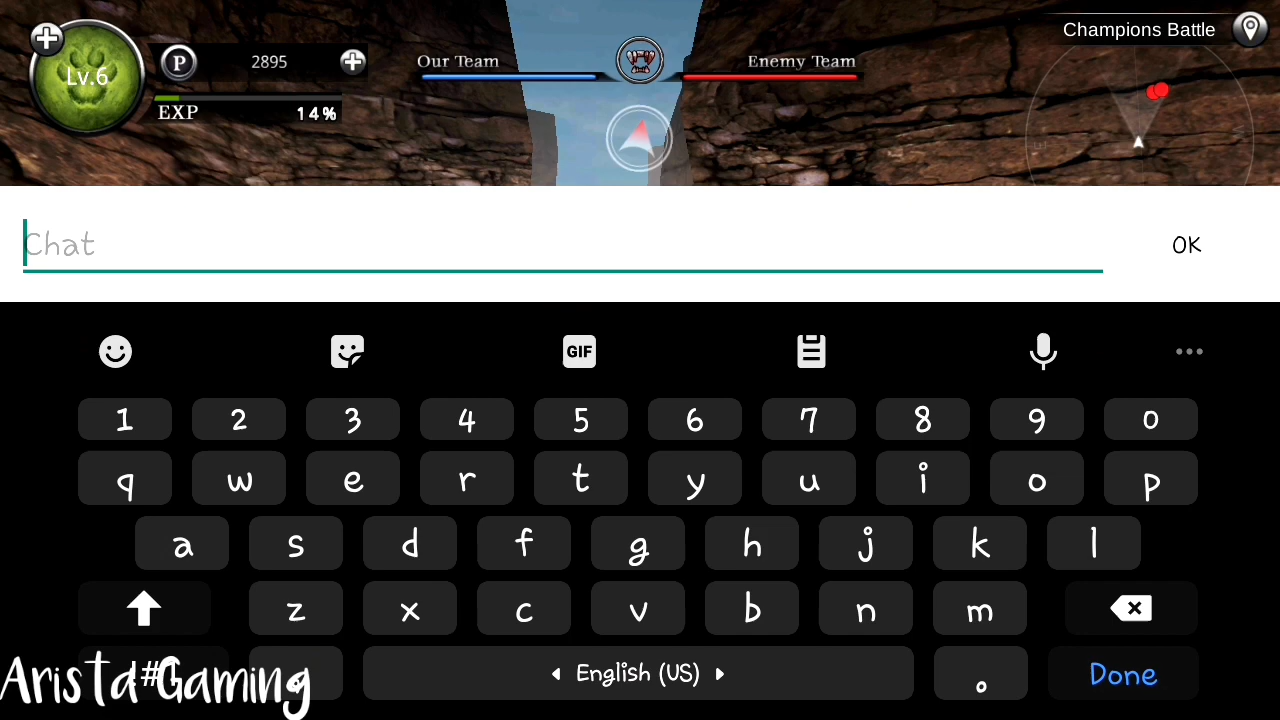 Champions Battle
Lv.6
P 2895
Our Team
Enemy Team
EXP 14%
Chat
OK
GIF
1 2 3 4 5 6 7 8 9 0
q w e r t y u i o p
a s d f g h j k l
z x c v b n m
!#1 , English (US) . Done
Arista Gaming